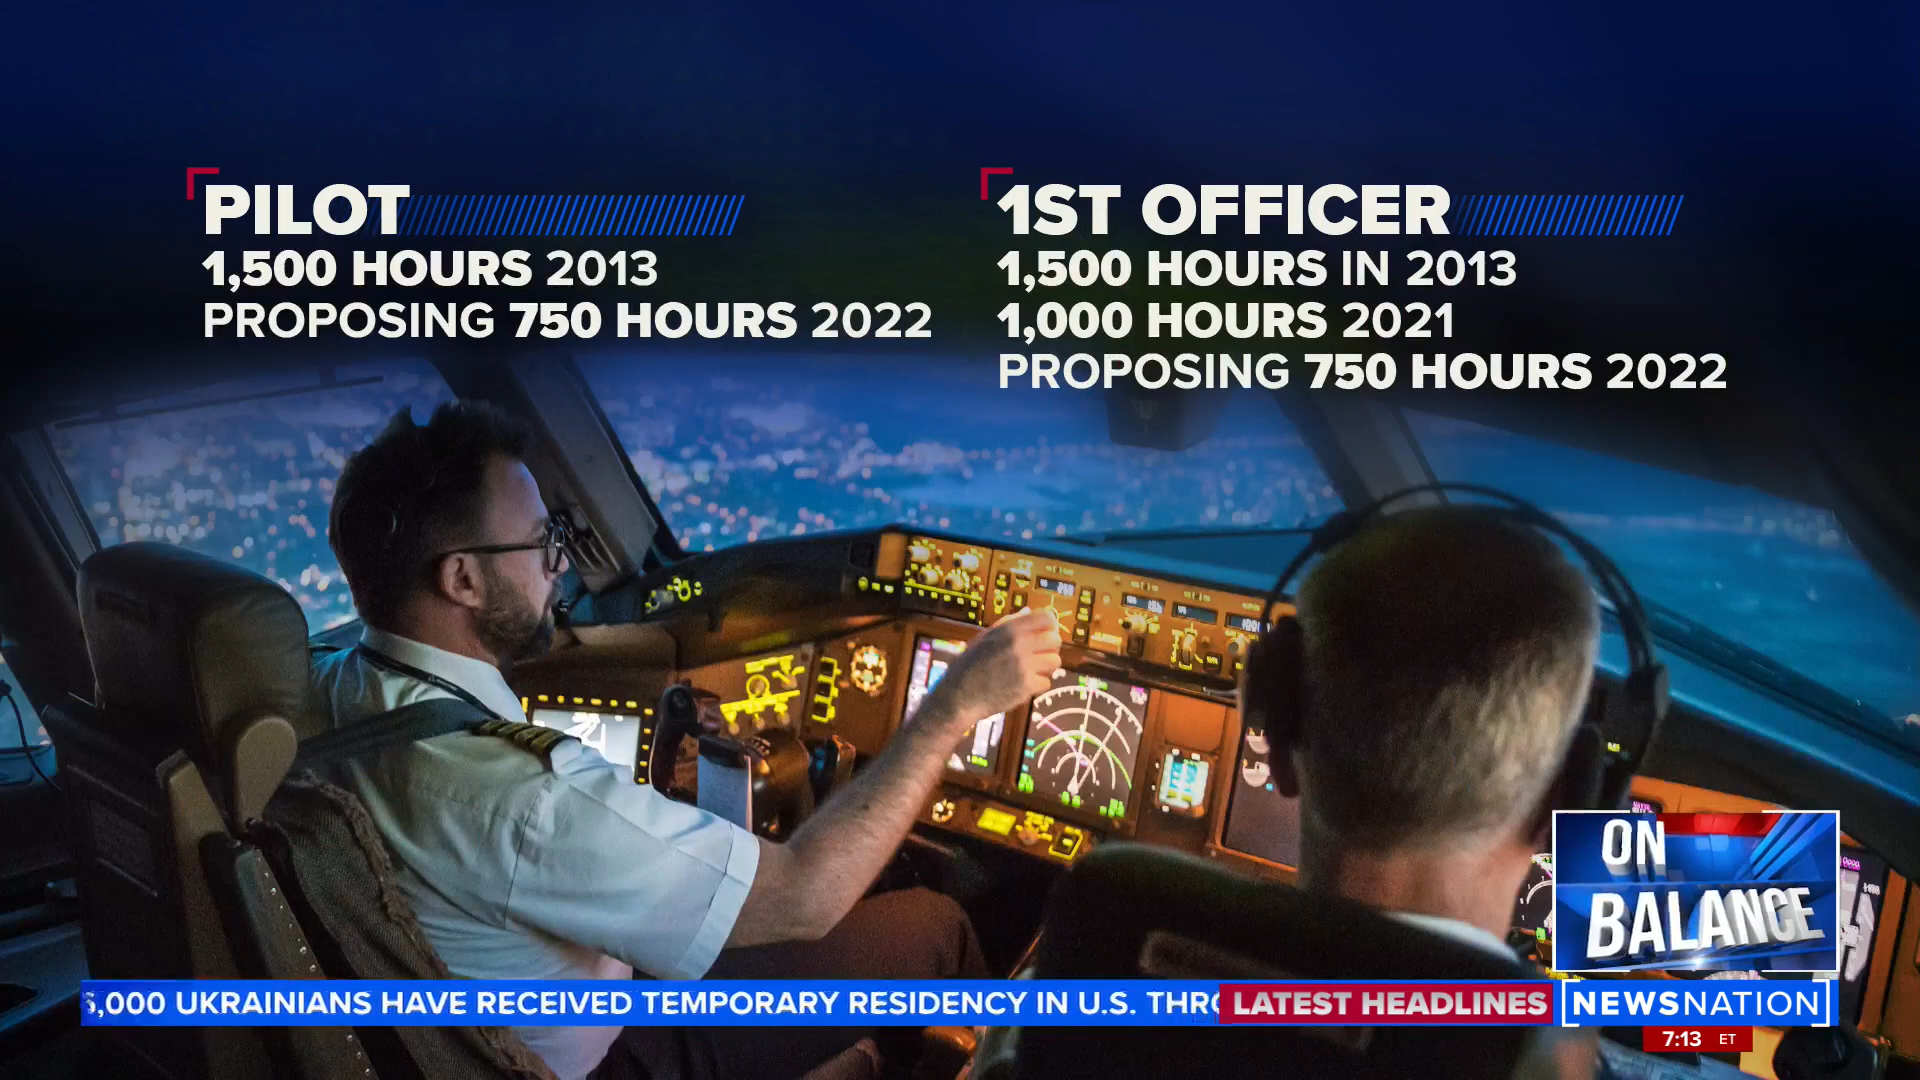 PILOT
1,500 HOURS 2013
PROPOSING 750 HOURS 2022
1ST OFFICER
1,500 HOURS IN 2013
1,000 HOURS 2021
PROPOSING 750 HOURS 2022
ON
BALANCE
,000 UKRAINIANS HAVE RECEIVED TEMPORARY RESIDENCY IN U.S.
LATEST HEADLINES
NEWSNATION
7:13 ET